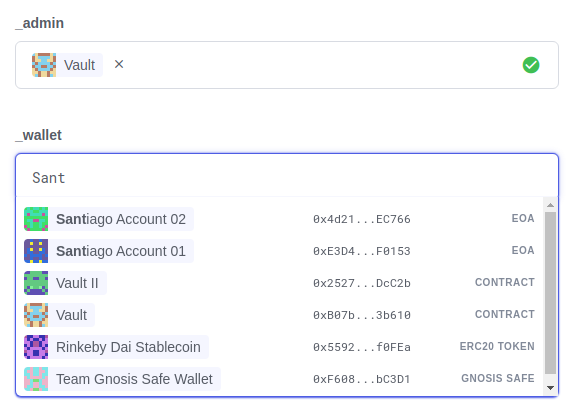 _admin
Vault ×
_wallet
Sant
Santiago Account 02 0x4d21...EC766 EOA
Santiago Account 01 0xE3D4...F0153 EOA
Vault II 0x2527...DcC2b CONTRACT
Vault 0xB07b...3b610 CONTRACT
Rinkeby Dai Stablecoin 0x5592...f0FEa ERC20 TOKEN
Team Gnosis Safe Wallet 0xF608...bC3D1 GNOSIS SAFE